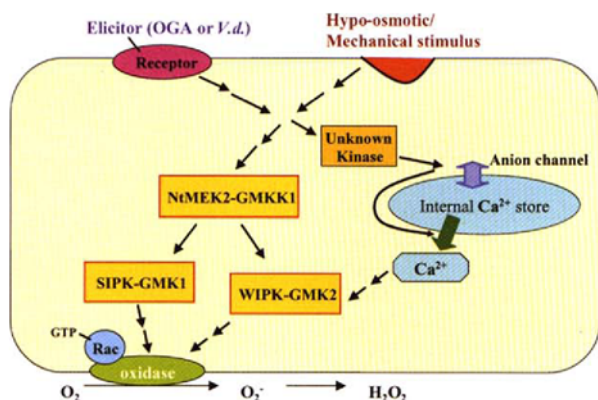 Elicitor (OGA or V.d.)
Hypo-osmotic/
Mechanical stimulus
Receptor
Unknown
Kinase
Anion channel
NtMEK2-GMKK1
Internal Ca²⁺ store
Ca²⁺
SIPK-GMK1
WIPK-GMK2
GTP
Rac
oxidase
O₂
O₂⁻
H₂O₂